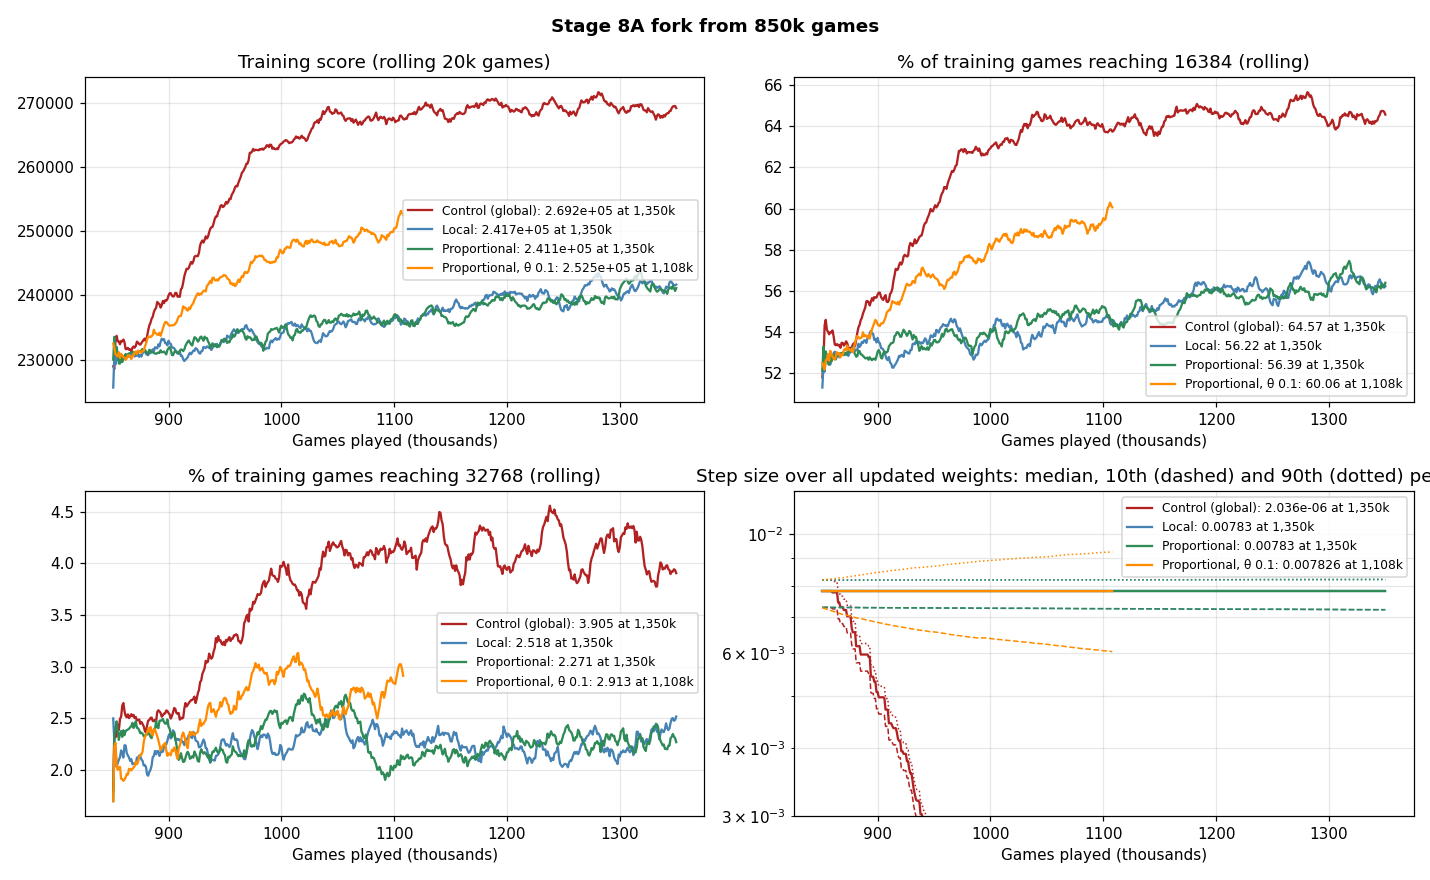 Stage 8A fork from 850k games
Training score (rolling 20k games)
270000
260000
250000
240000
230000
900
1000
1100
1200
1300
Games played (thousands)
Control (global): 2.692e+05 at 1,350k
Local: 2.417e+05 at 1,350k
Proportional: 2.411e+05 at 1,350k
Proportional, θ 0.1: 2.525e+05 at 1,108k
% of training games reaching 16384 (rolling)
66
64
62
60
58
56
54
52
900
1000
1100
1200
1300
Games played (thousands)
Control (global): 64.57 at 1,350k
Local: 56.22 at 1,350k
Proportional: 56.39 at 1,350k
Proportional, θ 0.1: 60.06 at 1,108k
% of training games reaching 32768 (rolling)
4.5
4.0
3.5
3.0
2.5
2.0
900
1000
1100
1200
1300
Games played (thousands)
Control (global): 3.905 at 1,350k
Local: 2.518 at 1,350k
Proportional: 2.271 at 1,350k
Proportional, θ 0.1: 2.913 at 1,108k
Step size over all updated weights: median, 10th (dashed) and 90th (dotted) pe
10⁻²
6 × 10⁻³
4 × 10⁻³
3 × 10⁻³
900
1000
1100
1200
1300
Games played (thousands)
Control (global): 2.036e-06 at 1,350k
Local: 0.00783 at 1,350k
Proportional: 0.00783 at 1,350k
Proportional, θ 0.1: 0.007826 at 1,108k